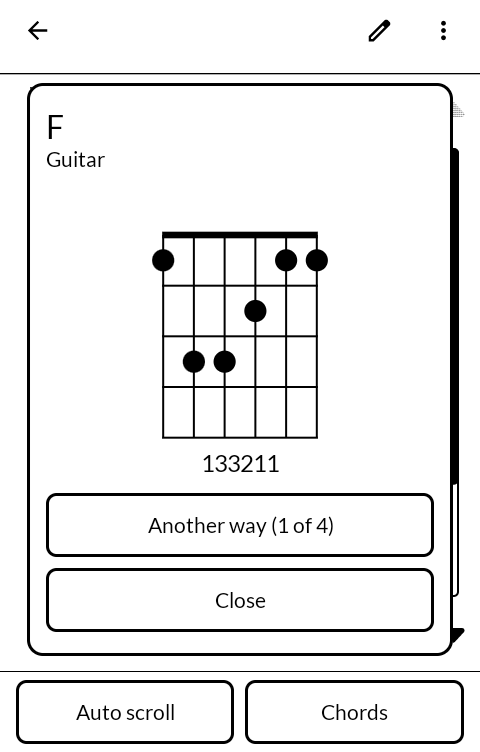 F
Guitar
133211
Another way (1 of 4)
Close
Auto scroll
Chords